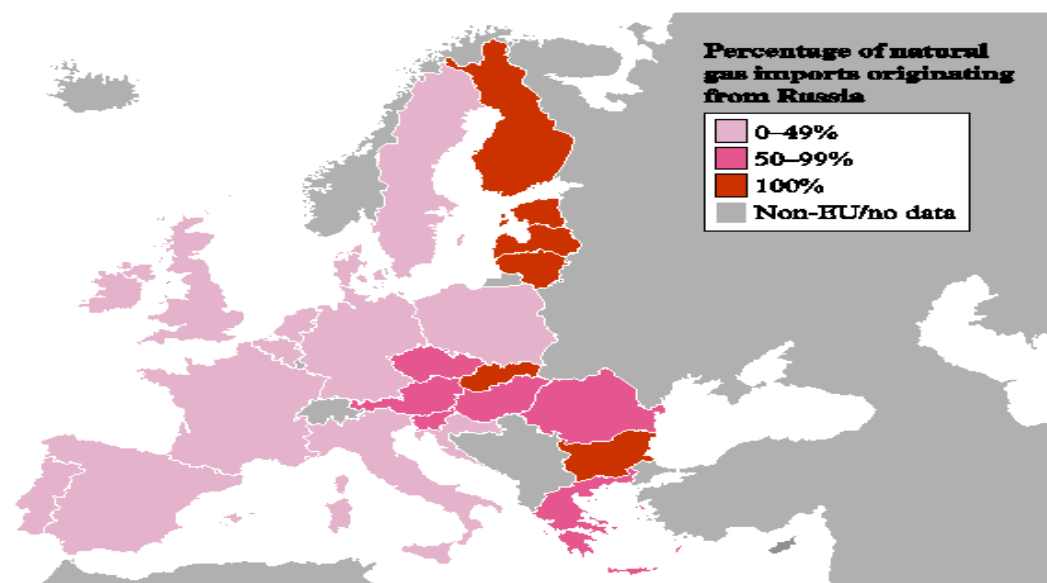 Percentage of natural
gas imports originating
from Russia
0–49%
50–99%
100%
Non-EU/no data